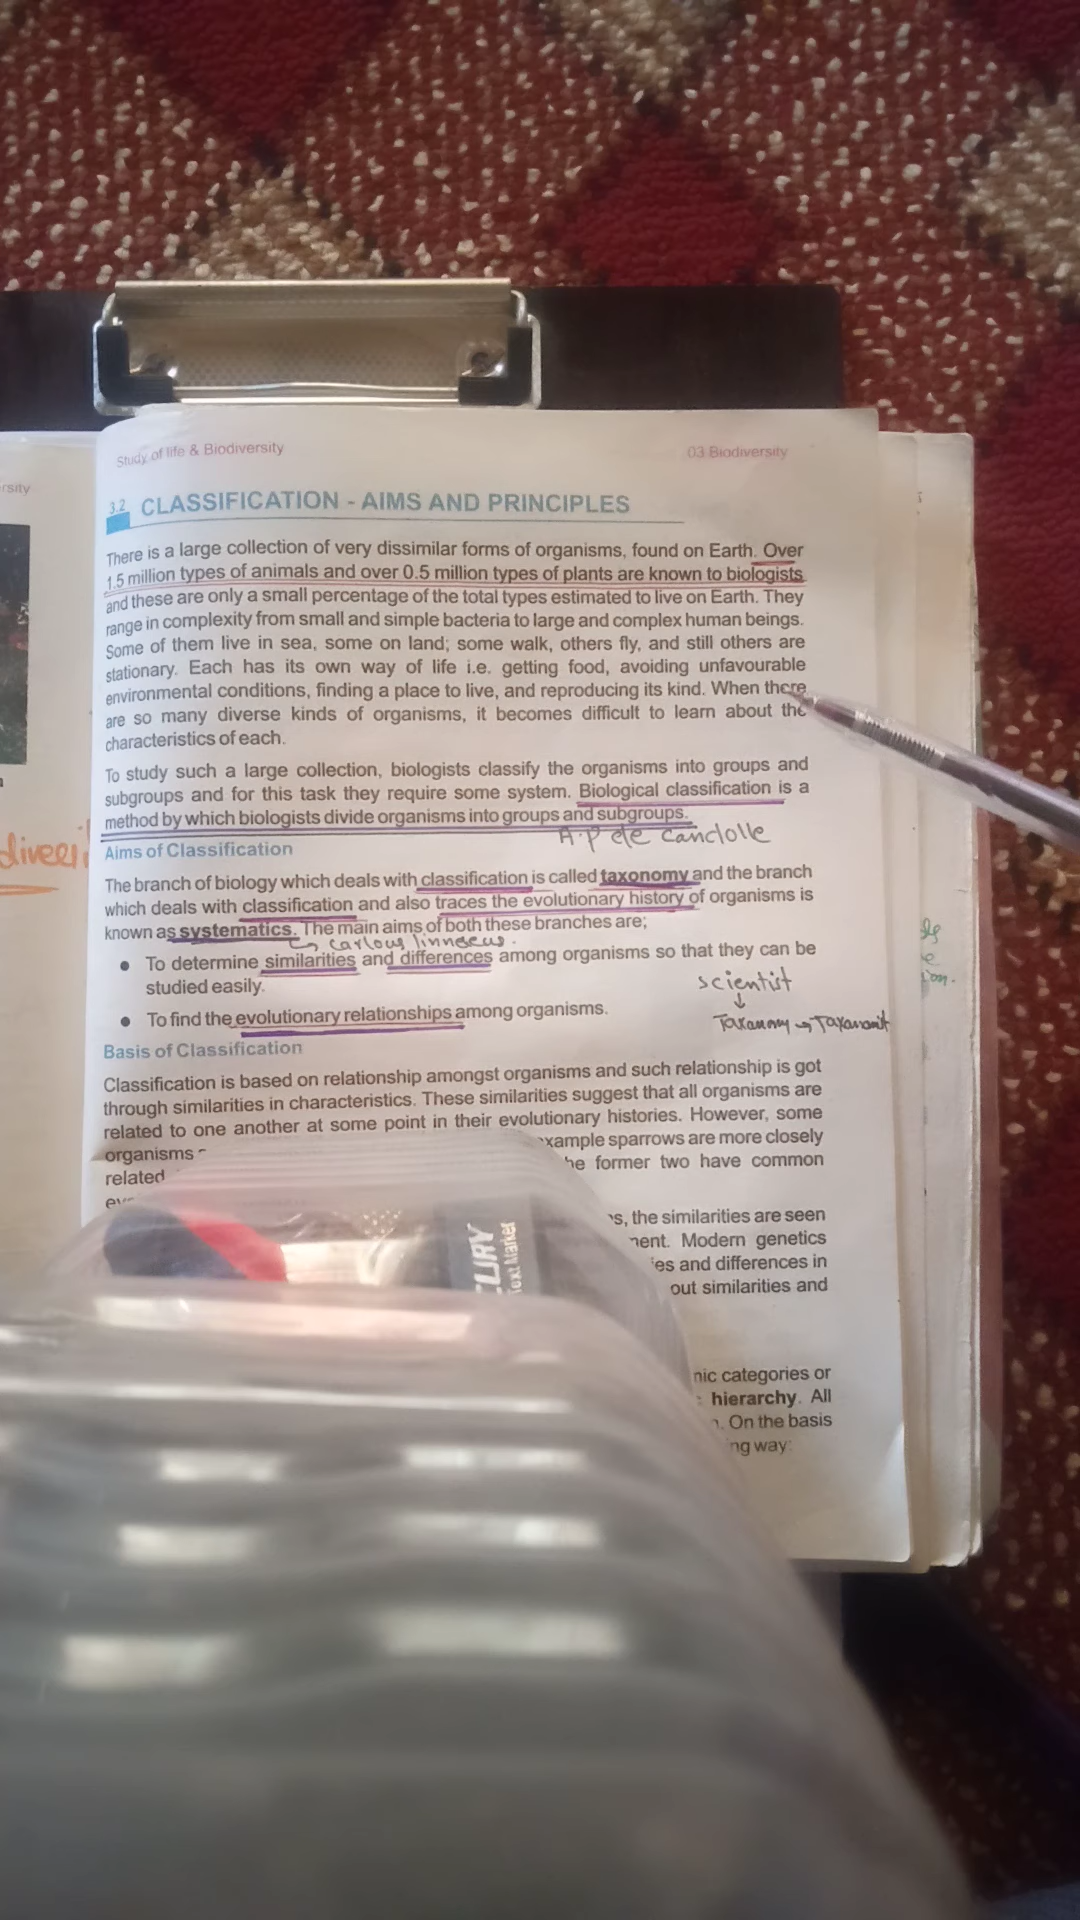 Study of life & Biodiversity
03 Biodiversity
rsity
3.2 CLASSIFICATION - AIMS AND PRINCIPLES
There is a large collection of very dissimilar forms of organisms, found on Earth. Over
1.5 million types of animals and over 0.5 million types of plants are known to biologists
and these are only a small percentage of the total types estimated to live on Earth. They
range in complexity from small and simple bacteria to large and complex human beings.
Some of them live in sea, some on land; some walk, others fly, and still others are
stationary. Each has its own way of life i.e. getting food, avoiding unfavourable
environmental conditions, finding a place to live, and reproducing its kind. When there
are so many diverse kinds of organisms, it becomes difficult to learn about the
characteristics of each.
To study such a large collection, biologists classify the organisms into groups and
subgroups and for this task they require some system. Biological classification is a
method by which biologists divide organisms into groups and subgroups.
A.P de candolle
Aims of Classification
The branch of biology which deals with classification is called taxonomy and the branch
which deals with classification and also traces the evolutionary history of organisms is
known as systematics. The main aims of both these branches are;
carlous linneeus.
• To determine similarities and differences among organisms so that they can be
studied easily.
scientist
• To find the evolutionary relationships among organisms.
Taxanomy → Taxanomit
Basis of Classification
Classification is based on relationship amongst organisms and such relationship is got
through similarities in characteristics. These similarities suggest that all organisms are
related to one another at some point in their evolutionary histories. However, some
organisms
xample sparrows are more closely
related
he former two have common
s, the similarities are seen
ment. Modern genetics
es and differences in
out similarities and
nic categories or
hierarchy. All
n. On the basis
ng way:
diversi
URY
ext Marker